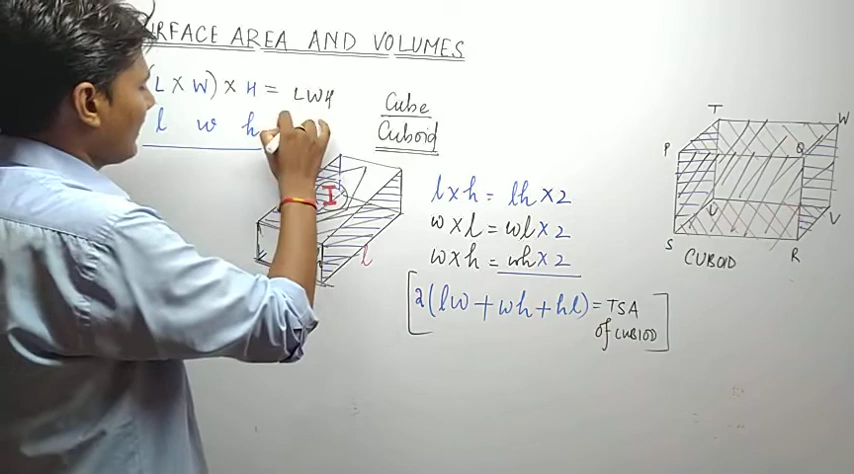 URFACE AREA AND VOLUMES
(L X W) X H = LWH
l w h
Cube
Cuboid
I
l
l x h = lh x 2
w x l = wl x 2
w x h = wh x 2
2(lw + wh + hl) = TSA
of CUBIOD
T
W
P
Q
U
V
S
R
CUBOID